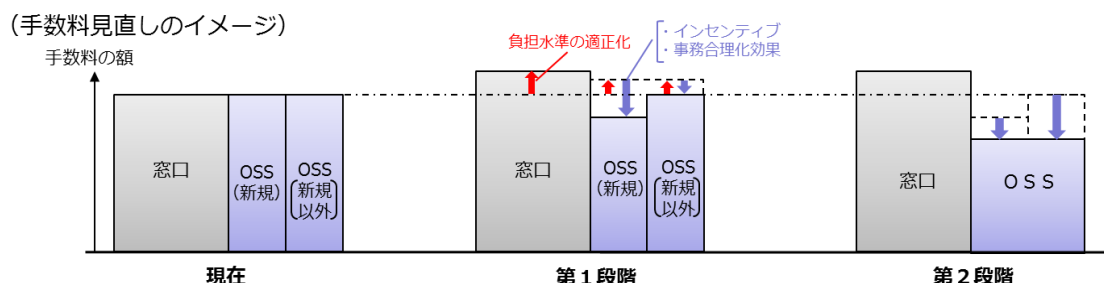 （手数料見直しのイメージ）
手数料の額
負担水準の適正化
・インセンティブ
・事務合理化効果
窓口
OSS
(新規)
OSS
新規
以外
窓口
OSS
(新規)
OSS
新規
以外
窓口
ＯＳＳ
現在
第１段階
第２段階